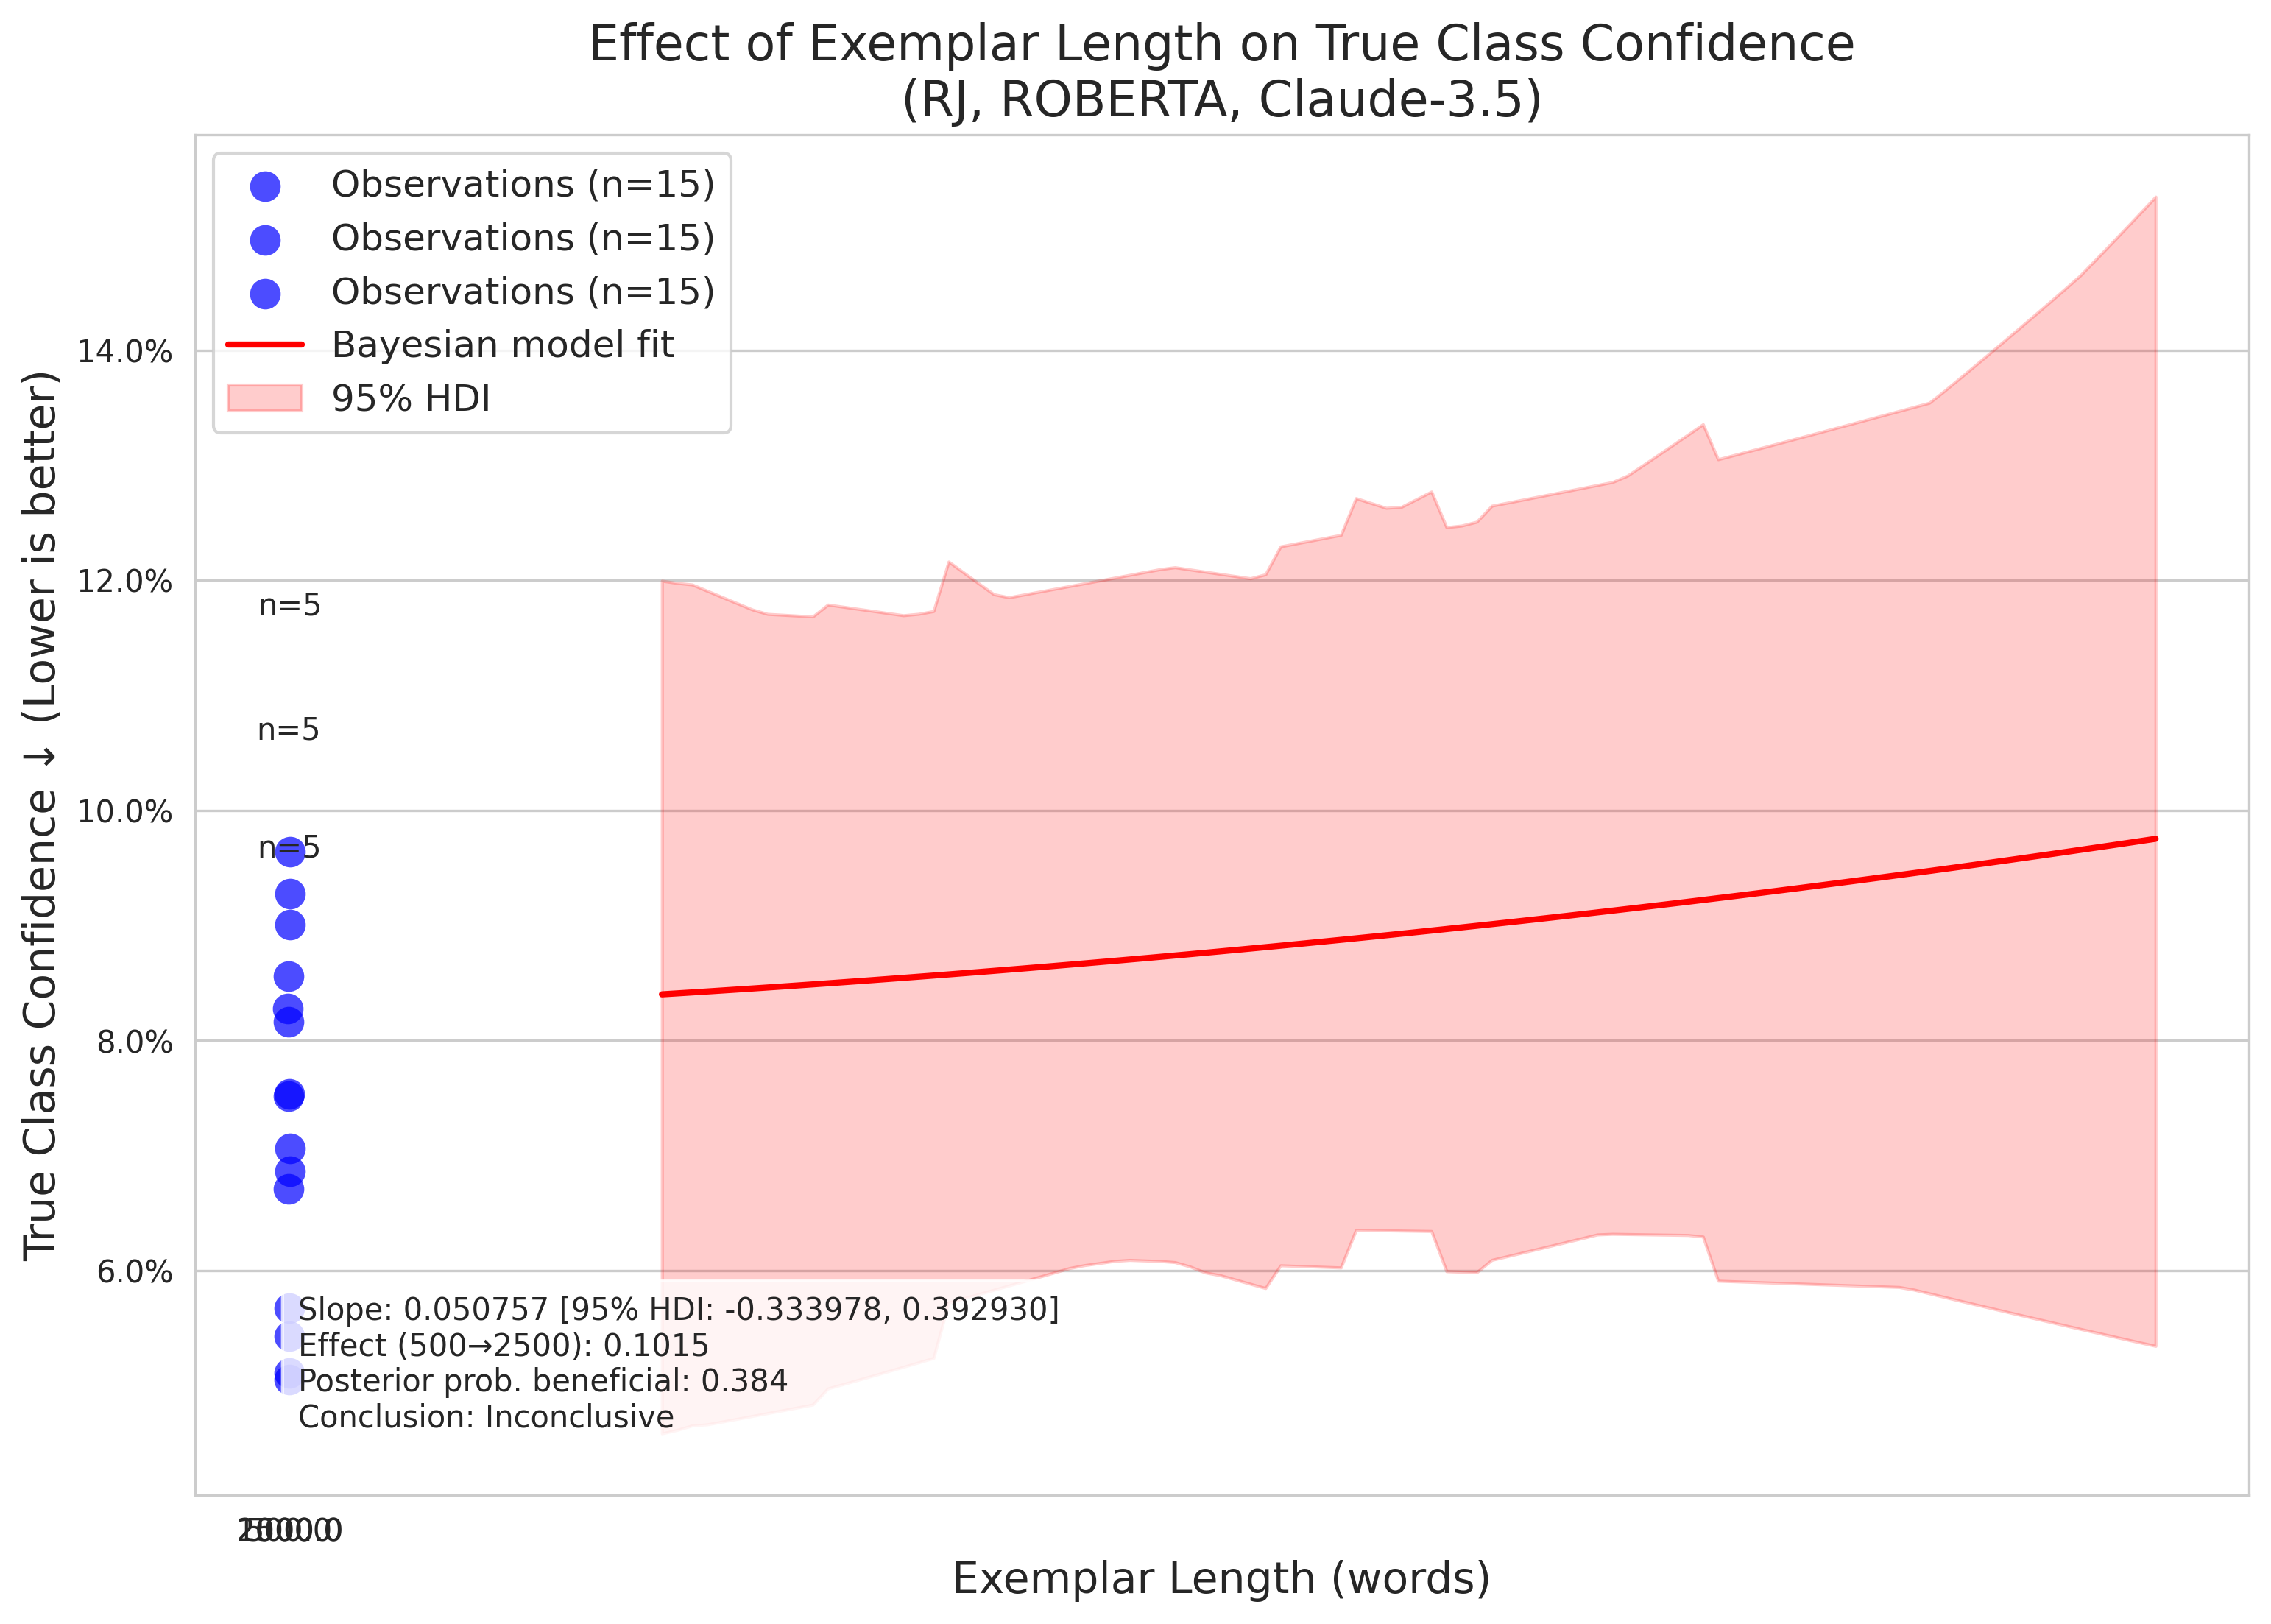 Effect of Exemplar Length on True Class Confidence
(RJ, ROBERTA, Claude-3.5)
Observations (n=15)
Observations (n=15)
Observations (n=15)
Bayesian model fit
95% HDI
True Class Confidence ↓ (Lower is better)
14.0%
12.0%
10.0%
8.0%
6.0%
n=5
n=5
n=5
Slope: 0.050757 [95% HDI: -0.333978, 0.392930]
Effect (500→2500): 0.1015
Posterior prob. beneficial: 0.384
Conclusion: Inconclusive
Exemplar Length (words)